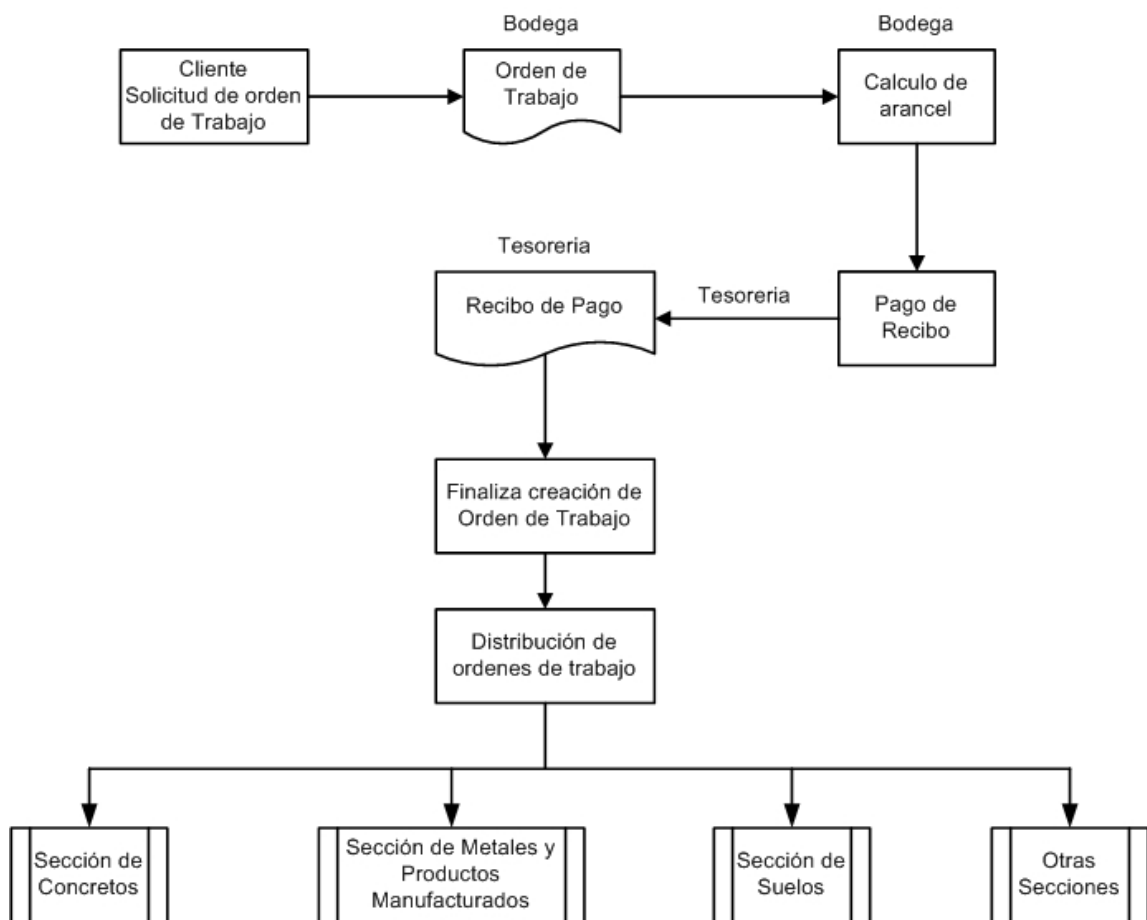 Bodega
Bodega
Cliente
Solicitud de orden
de Trabajo
Orden de
Trabajo
Calculo de
arancel
Tesoreria
Recibo de Pago
Tesoreria
Pago de
Recibo
Finaliza creación de
Orden de Trabajo
Distribución de
ordenes de trabajo
Sección de
Concretos
Sección de Metales y
Productos
Manufacturados
Sección de
Suelos
Otras
Secciones